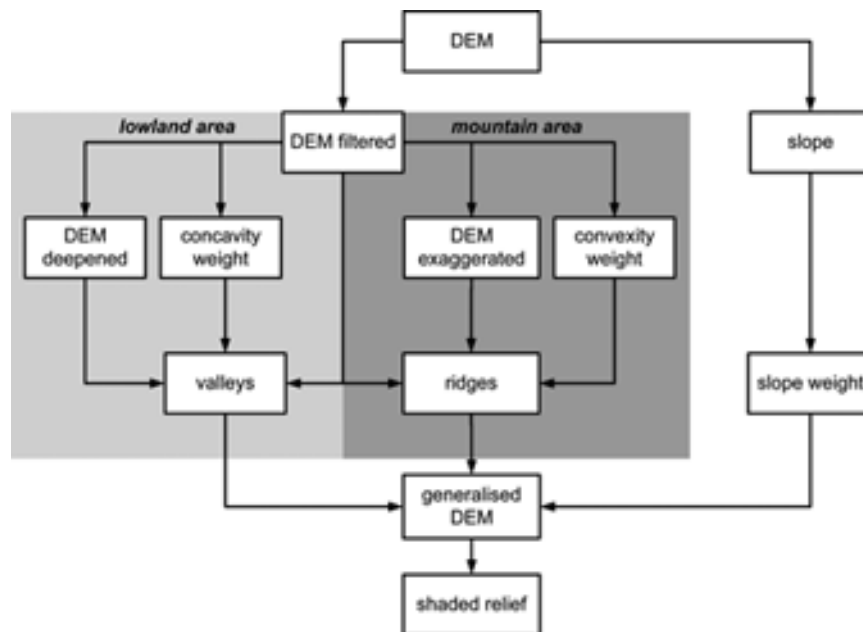 DEM
lowland area
DEM filtered
mountain area
slope
DEM
deepened
concavity
weight
DEM
exaggerated
convexity
weight
valleys
ridges
slope weight
generalised
DEM
shaded relief